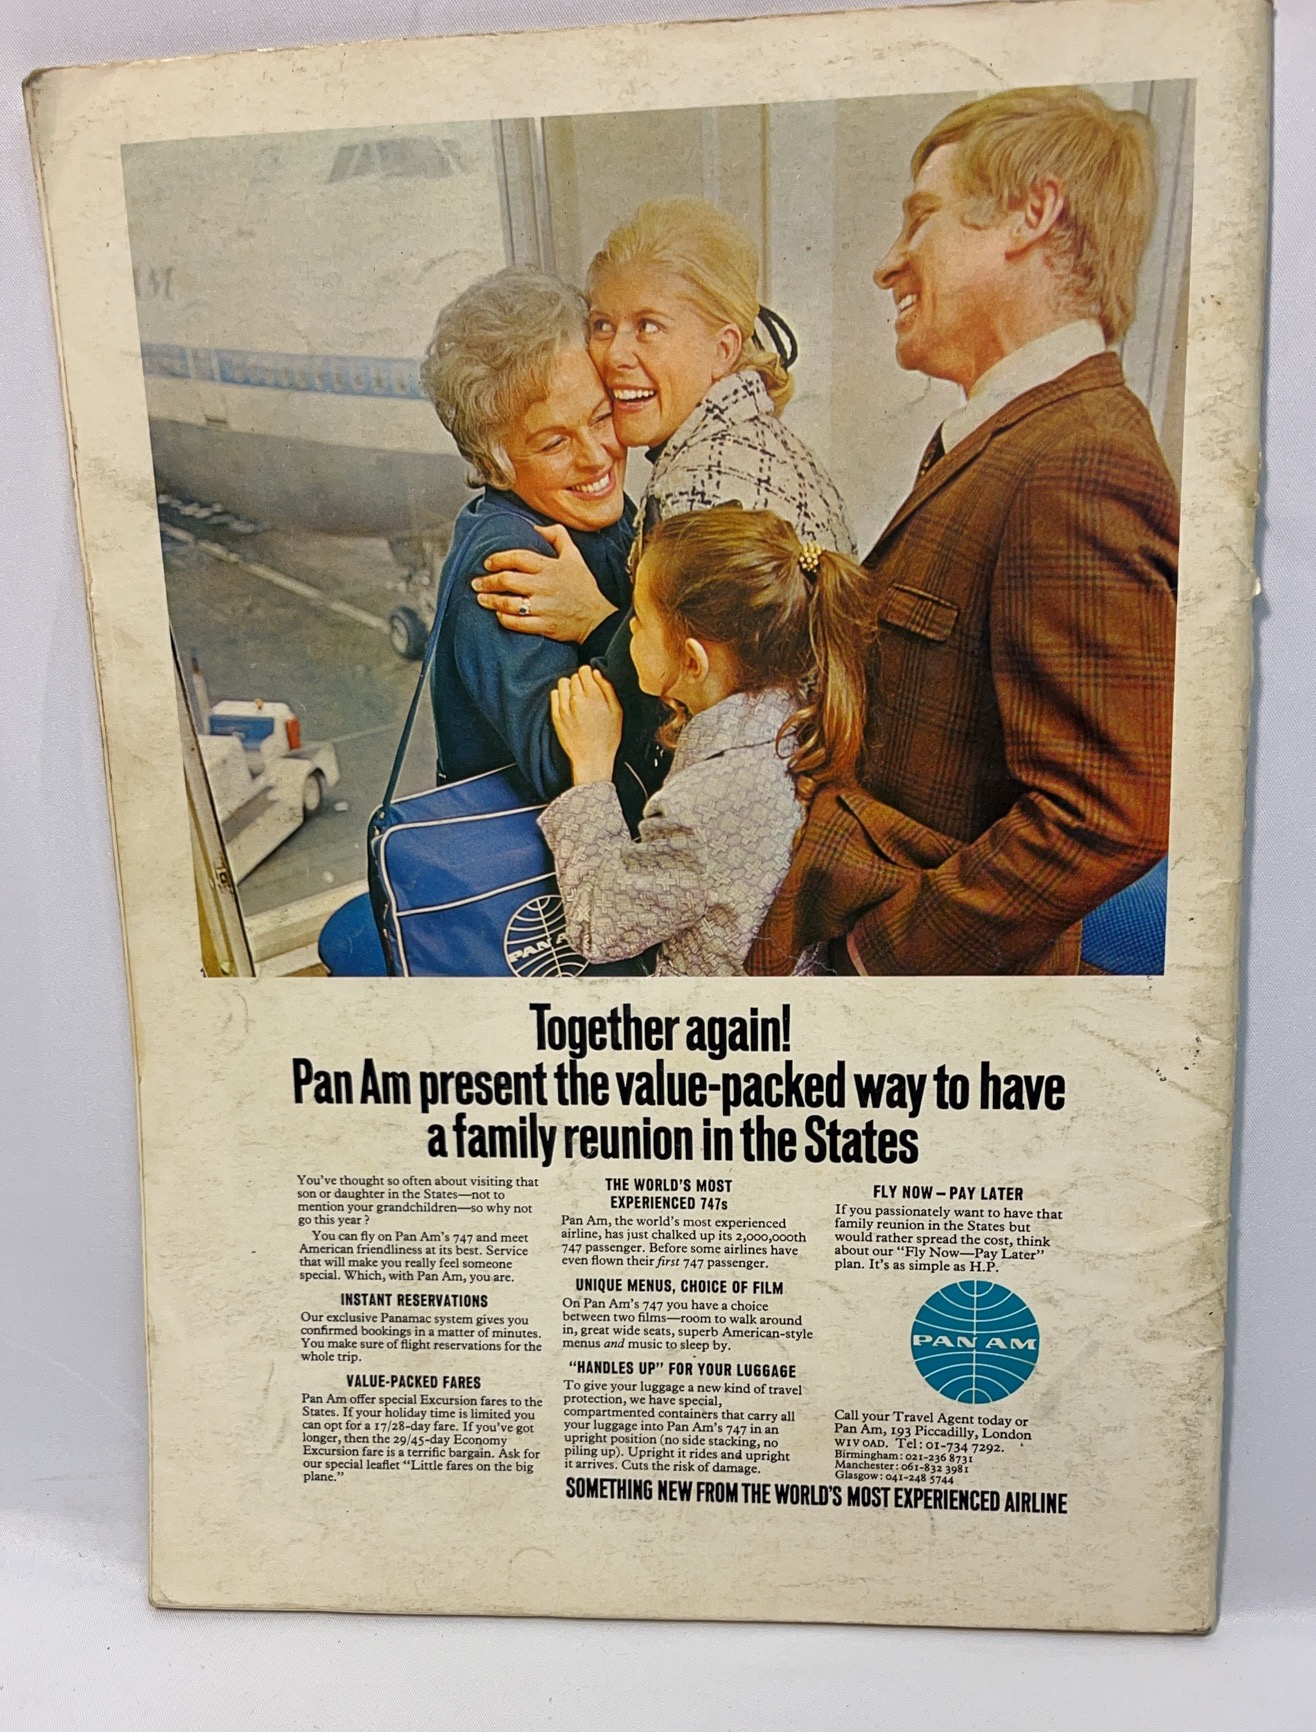 PAN A
Together again!
Pan Am present the value-packed way to have
a family reunion in the States
You've thought so often about visiting that
son or daughter in the States—not to
mention your grandchildren—so why not
go this year?
You can fly on Pan Am's 747 and meet
American friendliness at its best. Service
that will make you really feel someone
special. Which, with Pan Am, you are.
INSTANT RESERVATIONS
Our exclusive Panamac system gives you
confirmed bookings in a matter of minutes.
You make sure of flight reservations for the
whole trip.
VALUE-PACKED FARES
Pan Am offer special Excursion fares to the
States. If your holiday time is limited you
can opt for a 17/28-day fare. If you've got
longer, then the 29/45-day Economy
Excursion fare is a terrific bargain. Ask for
our special leaflet "Little fares on the big
plane."
THE WORLD'S MOST
EXPERIENCED 747s
Pan Am, the world's most experienced
airline, has just chalked up its 2,000,000th
747 passenger. Before some airlines have
even flown their first 747 passenger.
UNIQUE MENUS, CHOICE OF FILM
On Pan Am's 747 you have a choice
between two films—room to walk around
in, great wide seats, superb American-style
menus and music to sleep by.
"HANDLES UP" FOR YOUR LUGGAGE
To give your luggage a new kind of travel
protection, we have special,
compartmented containers that carry all
your luggage into Pan Am's 747 in an
upright position (no side stacking, no
piling up). Upright it rides and upright
it arrives. Cuts the risk of damage.
FLY NOW – PAY LATER
If you passionately want to have that
family reunion in the States but
would rather spread the cost, think
about our "Fly Now—Pay Later"
plan. It's as simple as H.P.
PAN AM
Call your Travel Agent today or
Pan Am, 193 Piccadilly, London
W1V 0AD. Tel: 01-734 7292.
Birmingham: 021-236 8731
Manchester: 061-832 3981
Glasgow: 041-248 5744
SOMETHING NEW FROM THE WORLD'S MOST EXPERIENCED AIRLINE